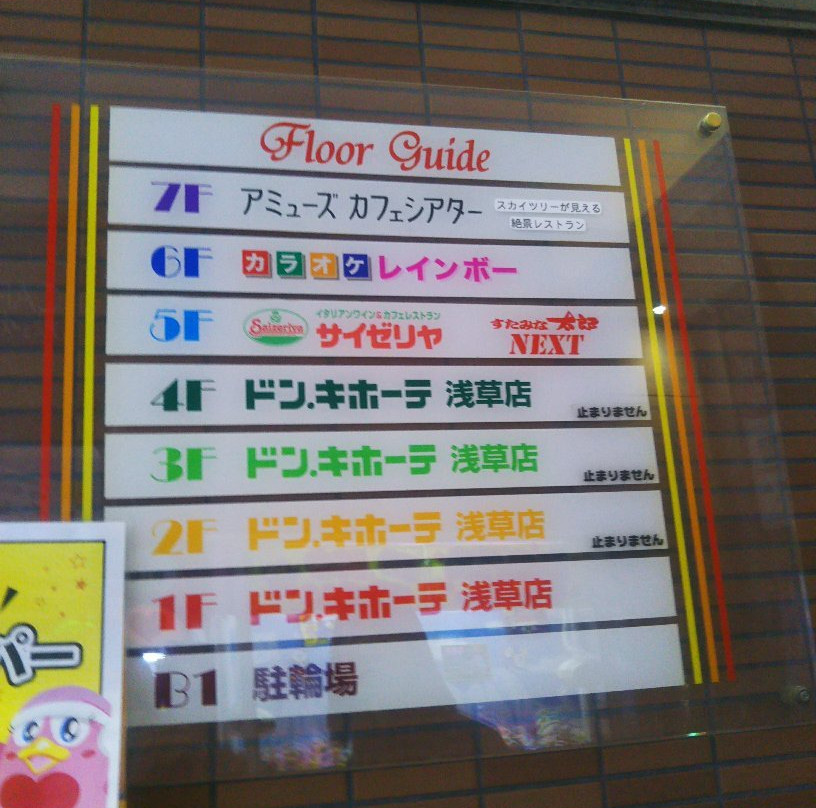 Floor Guide
7F アミューズ カフェシアター
スカイツリーが見える
絶景レストラン
6F カラオケ レインボー
5F Saizeriya
イタリアンワイン&カフェレストラン
サイゼリヤ
すたみな太郎
NEXT
4F ドン.キホーテ 浅草店 止まりません
3F ドン.キホーテ 浅草店 止まりません
2F ドン.キホーテ 浅草店 止まりません
1F ドン.キホーテ 浅草店
B1 駐輪場
パー